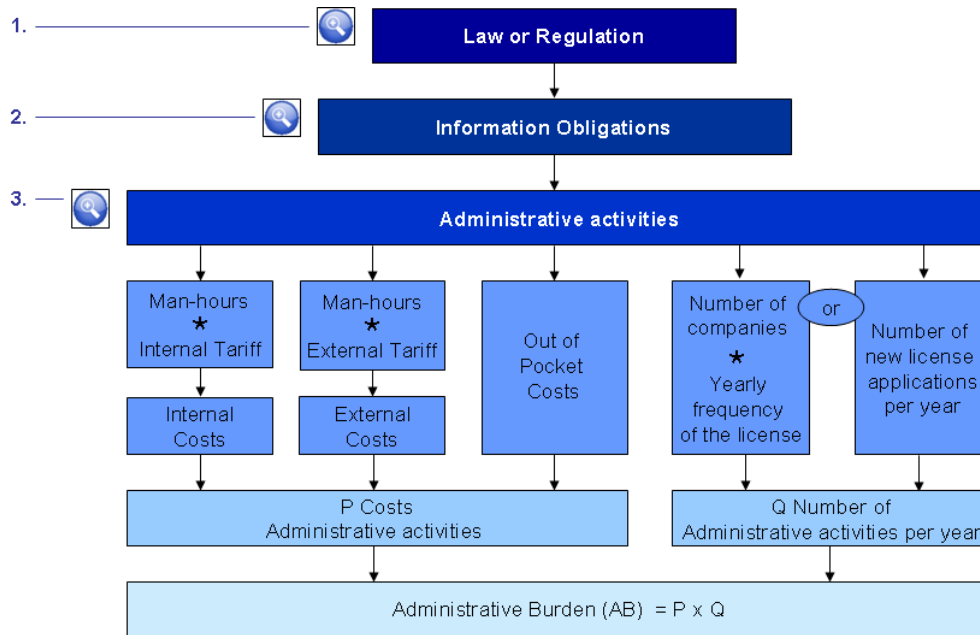 1.
Law or Regulation
2.
Information Obligations
3.
Administrative activities
Man-hours
*
Internal Tariff
Man-hours
*
External Tariff
Out of
Pocket
Costs
Number of
companies
*
Yearly
frequency
of the license
or
Number of
new license
applications
per year
Internal
Costs
External
Costs
P Costs
Administrative activities
Q Number of
Administrative activities per year
Administrative Burden (AB) = P x Q